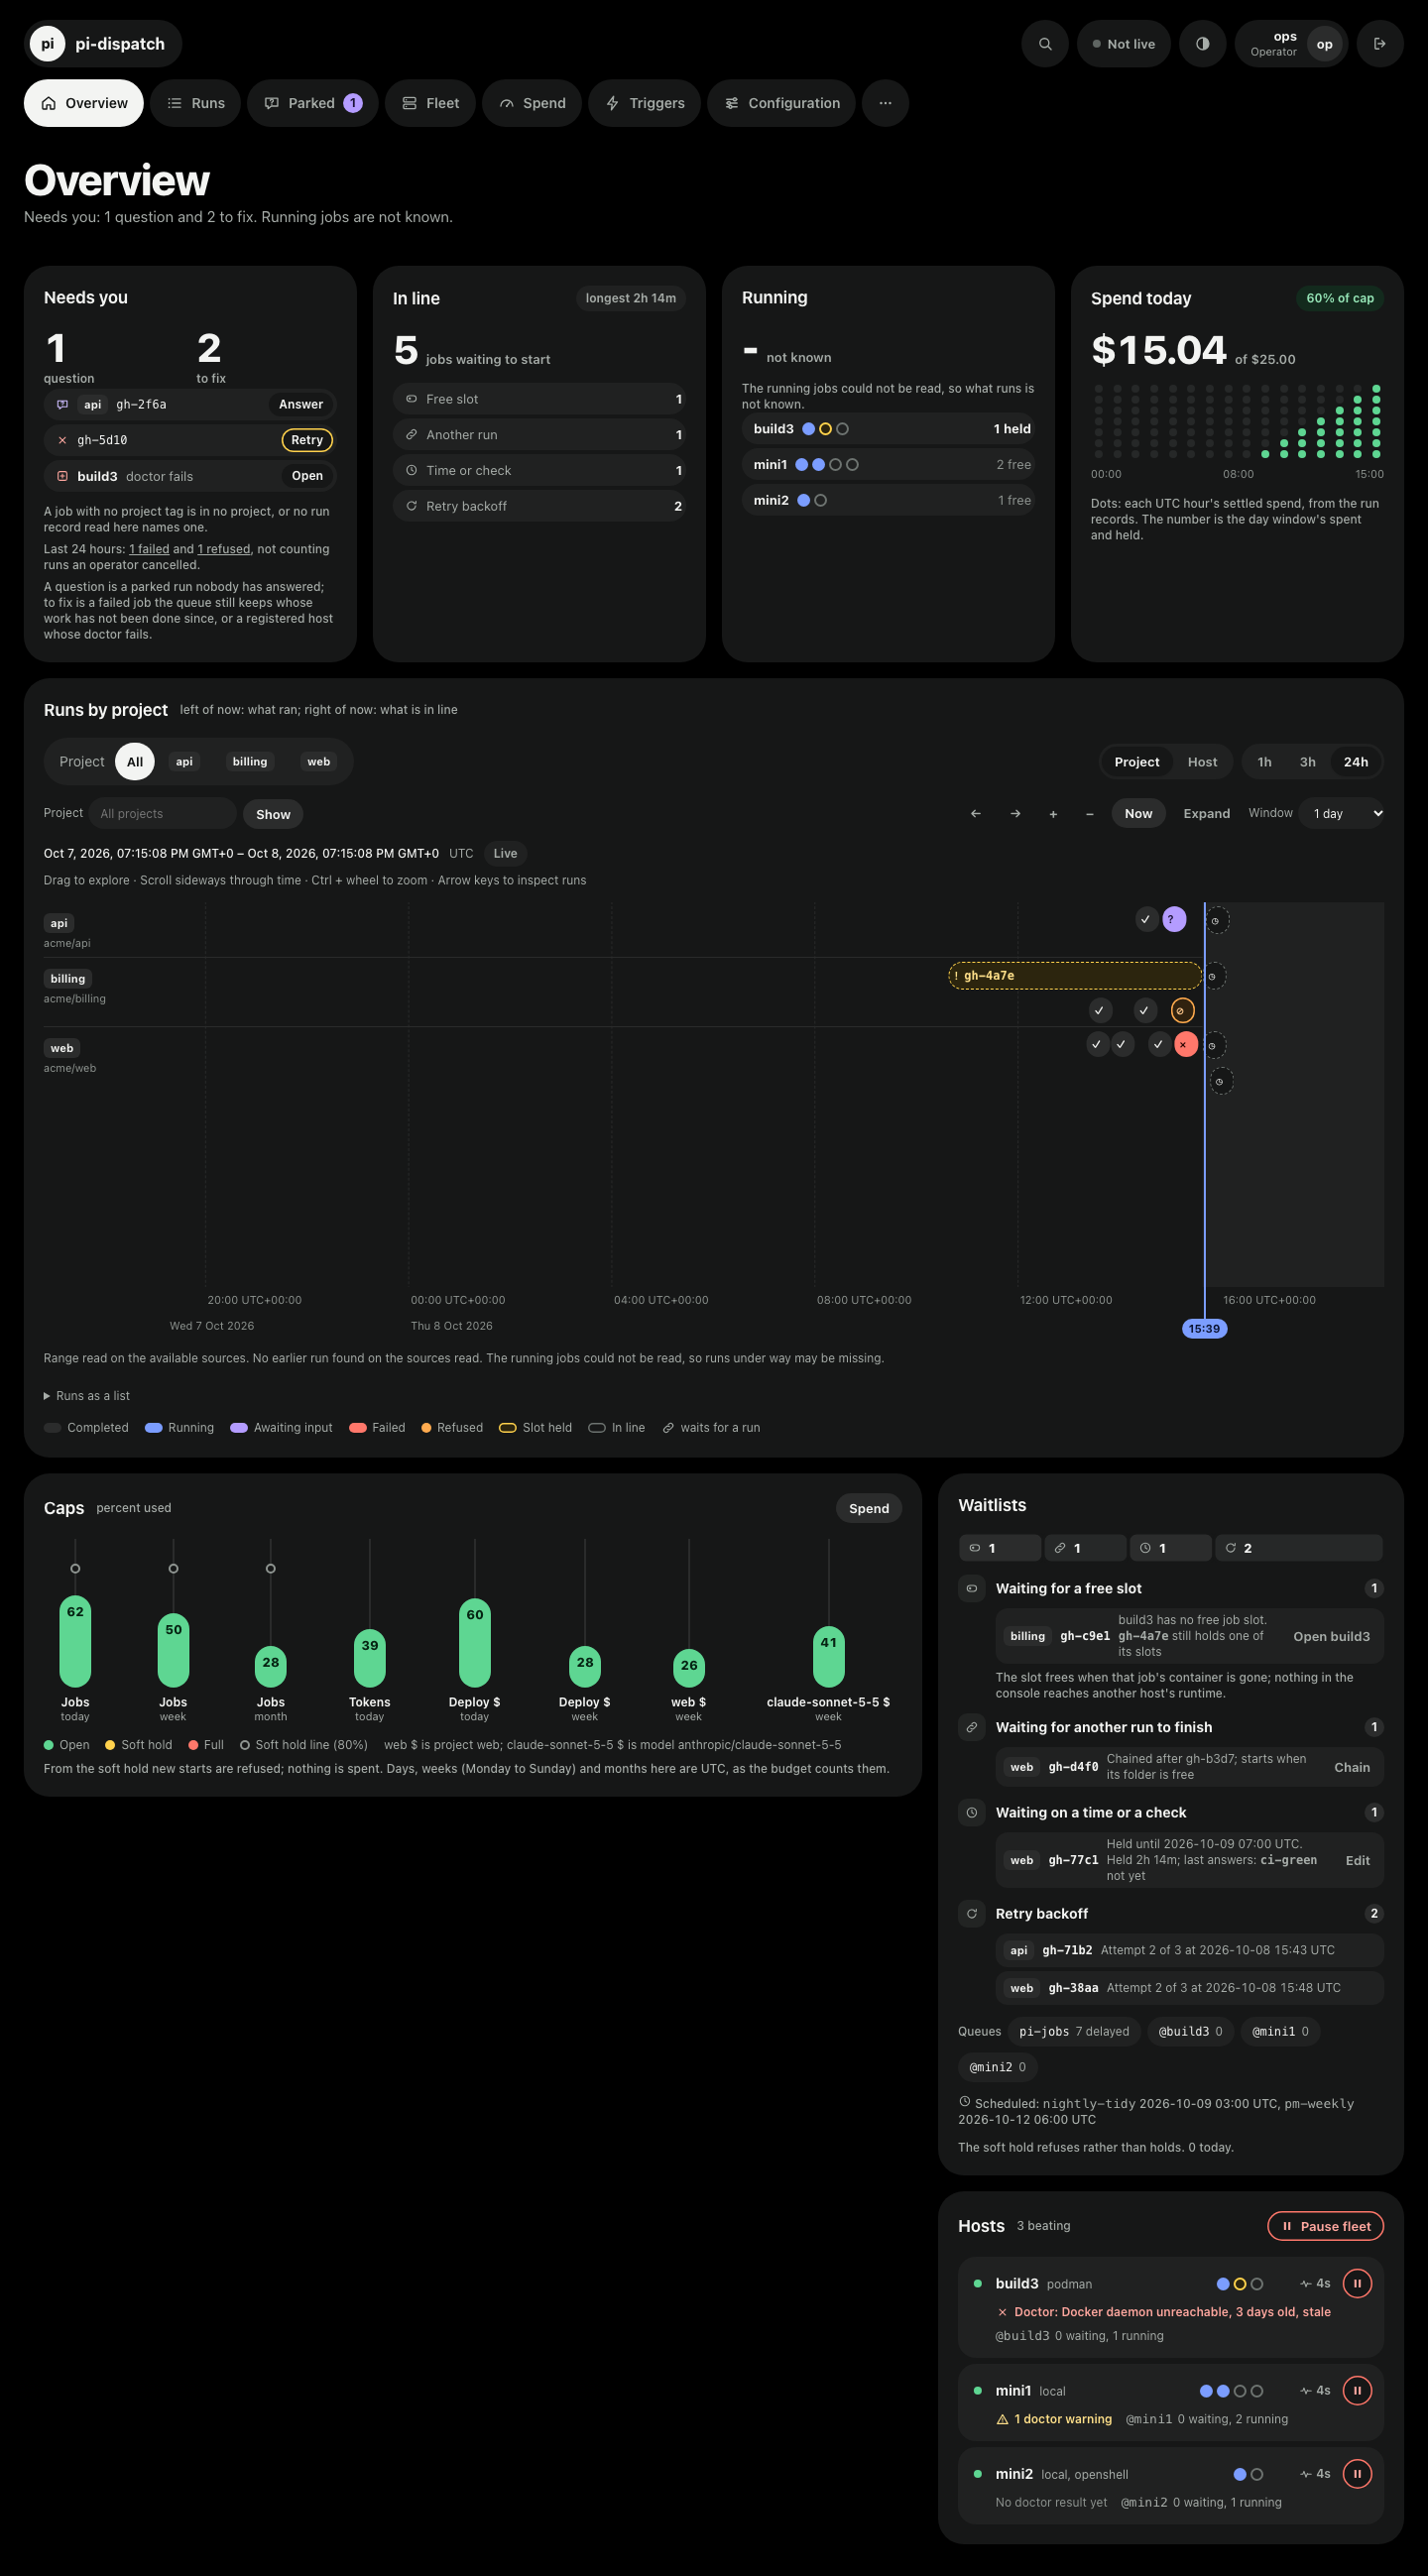 pi pi-dispatch
Not live
ops
Operator
op
Overview
Runs
Parked 1
Fleet
Spend
Triggers
Configuration
Overview
Needs you: 1 question and 2 to fix. Running jobs are not known.
Needs you
1 2
question to fix
api gh-2f6a Answer
gh-5d10 Retry
build3 doctor fails Open
A job with no project tag is in no project, or no run
record read here names one.
Last 24 hours: 1 failed and 1 refused, not counting
runs an operator cancelled.
A question is a parked run nobody has answered;
to fix is a failed job the queue still keeps whose
work has not been done since, or a registered host
whose doctor fails.
In line longest 2h 14m
5 jobs waiting to start
Free slot 1
Another run 1
Time or check 1
Retry backoff 2
Running
- not known
The running jobs could not be read, so what runs is
not known.
build3 1 held
mini1 2 free
mini2 1 free
Spend today 60% of cap
$15.04 of $25.00
00:00 08:00 15:00
Dots: each UTC hour's settled spend, from the run
records. The number is the day window's spent
and held.
Runs by project left of now: what ran; right of now: what is in line
Project All api billing web
Project Host
1h 3h 24h
Project All projects Show
← → + − Now Expand Window 1 day
Oct 7, 2026, 07:15:08 PM GMT+0 – Oct 8, 2026, 07:15:08 PM GMT+0 UTC Live
Drag to explore · Scroll sideways through time · Ctrl + wheel to zoom · Arrow keys to inspect runs
api
acme/api
?
billing
acme/billing
! gh-4a7e
web
acme/web
20:00 UTC+00:00 00:00 UTC+00:00 04:00 UTC+00:00 08:00 UTC+00:00 12:00 UTC+00:00 16:00 UTC+00:00
Wed 7 Oct 2026 Thu 8 Oct 2026 15:39
Range read on the available sources. No earlier run found on the sources read. The running jobs could not be read, so runs under way may be missing.
Runs as a list
Completed Running Awaiting input Failed Refused Slot held In line waits for a run
Caps percent used Spend
62 50 28 39 60 28 26 41
Jobs Jobs Jobs Tokens Deploy $ Deploy $ web $ claude-sonnet-5-5 $
today week month today today week week week
Open Soft hold Full Soft hold line (80%) web $ is project web; claude-sonnet-5-5 $ is model anthropic/claude-sonnet-5-5
From the soft hold new starts are refused; nothing is spent. Days, weeks (Monday to Sunday) and months here are UTC, as the budget counts them.
Waitlists
1 1 1 2
Waiting for a free slot 1
billing gh-c9e1 build3 has no free job slot.
gh-4a7e still holds one of
its slots
Open build3
The slot frees when that job's container is gone; nothing in the
console reaches another host's runtime.
Waiting for another run to finish 1
web gh-d4f0 Chained after gh-b3d7; starts when
its folder is free
Chain
Waiting on a time or a check 1
web gh-77c1 Held until 2026-10-09 07:00 UTC.
Held 2h 14m; last answers: ci-green
not yet
Edit
Retry backoff 2
api gh-71b2 Attempt 2 of 3 at 2026-10-08 15:43 UTC
web gh-38aa Attempt 2 of 3 at 2026-10-08 15:48 UTC
Queues pi-jobs 7 delayed @build3 0 @mini1 0
@mini2 0
Scheduled: nightly-tidy 2026-10-09 03:00 UTC, pm-weekly
2026-10-12 06:00 UTC
The soft hold refuses rather than holds. 0 today.
Hosts 3 beating Pause fleet
build3 podman 4s
Doctor: Docker daemon unreachable, 3 days old, stale
@build3 0 waiting, 1 running
mini1 local 4s
1 doctor warning @mini1 0 waiting, 2 running
mini2 local, openshell 4s
No doctor result yet @mini2 0 waiting, 1 running